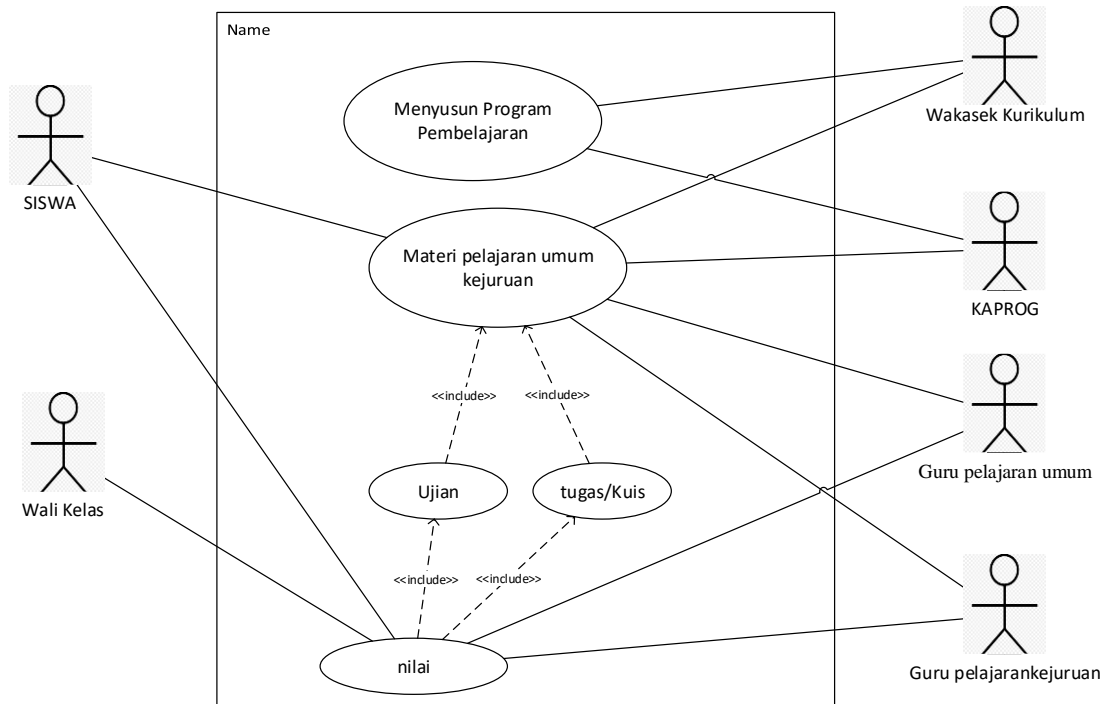 Name
Menyusun Program
Pembelajaran
Wakasek Kurikulum
SISWA
Materi pelajaran umum
kejuruan
KAPROG
<<include>>
<<include>>
Guru pelajaran umum
Ujian
tugas/Kuis
Wali Kelas
<<include>>
<<include>>
nilai
Guru pelajarankejuruan